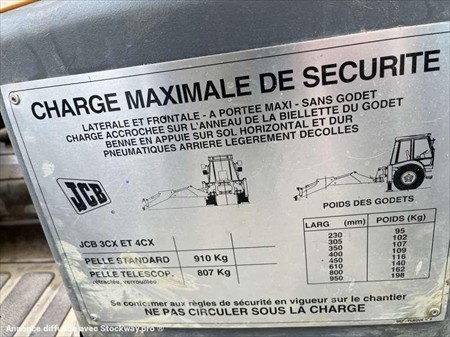 CHARGE MAXIMALE DE SECURITE
LATERALE ET FRONTALE - A PORTEE MAXI - SANS GODET
CHARGE ACCROCHEE SUR L'ANNEAU DE LA BIELLETTE DU GODET
BENNE EN APPUIE SUR SOL HORIZONTAL ET DUR
PNEUMATIQUES ARRIERE LEGEREMENT DECOLLES
JCB
JCB 3CX ET 4CX
PELLE STANDARD 910 Kg
PELLE TELESCOP. 807 Kg
rétractée, verrouillée
POIDS DES GODETS
LARG (mm) POIDS (Kg)
230 95
305 102
350 107
400 109
450 116
610 140
800 162
950 198
Se conformer aux règles de sécurité en vigueur sur le chantier
NE PAS CIRCULER SOUS LA CHARGE
Annonce diffusée avec Stockway.pro ®